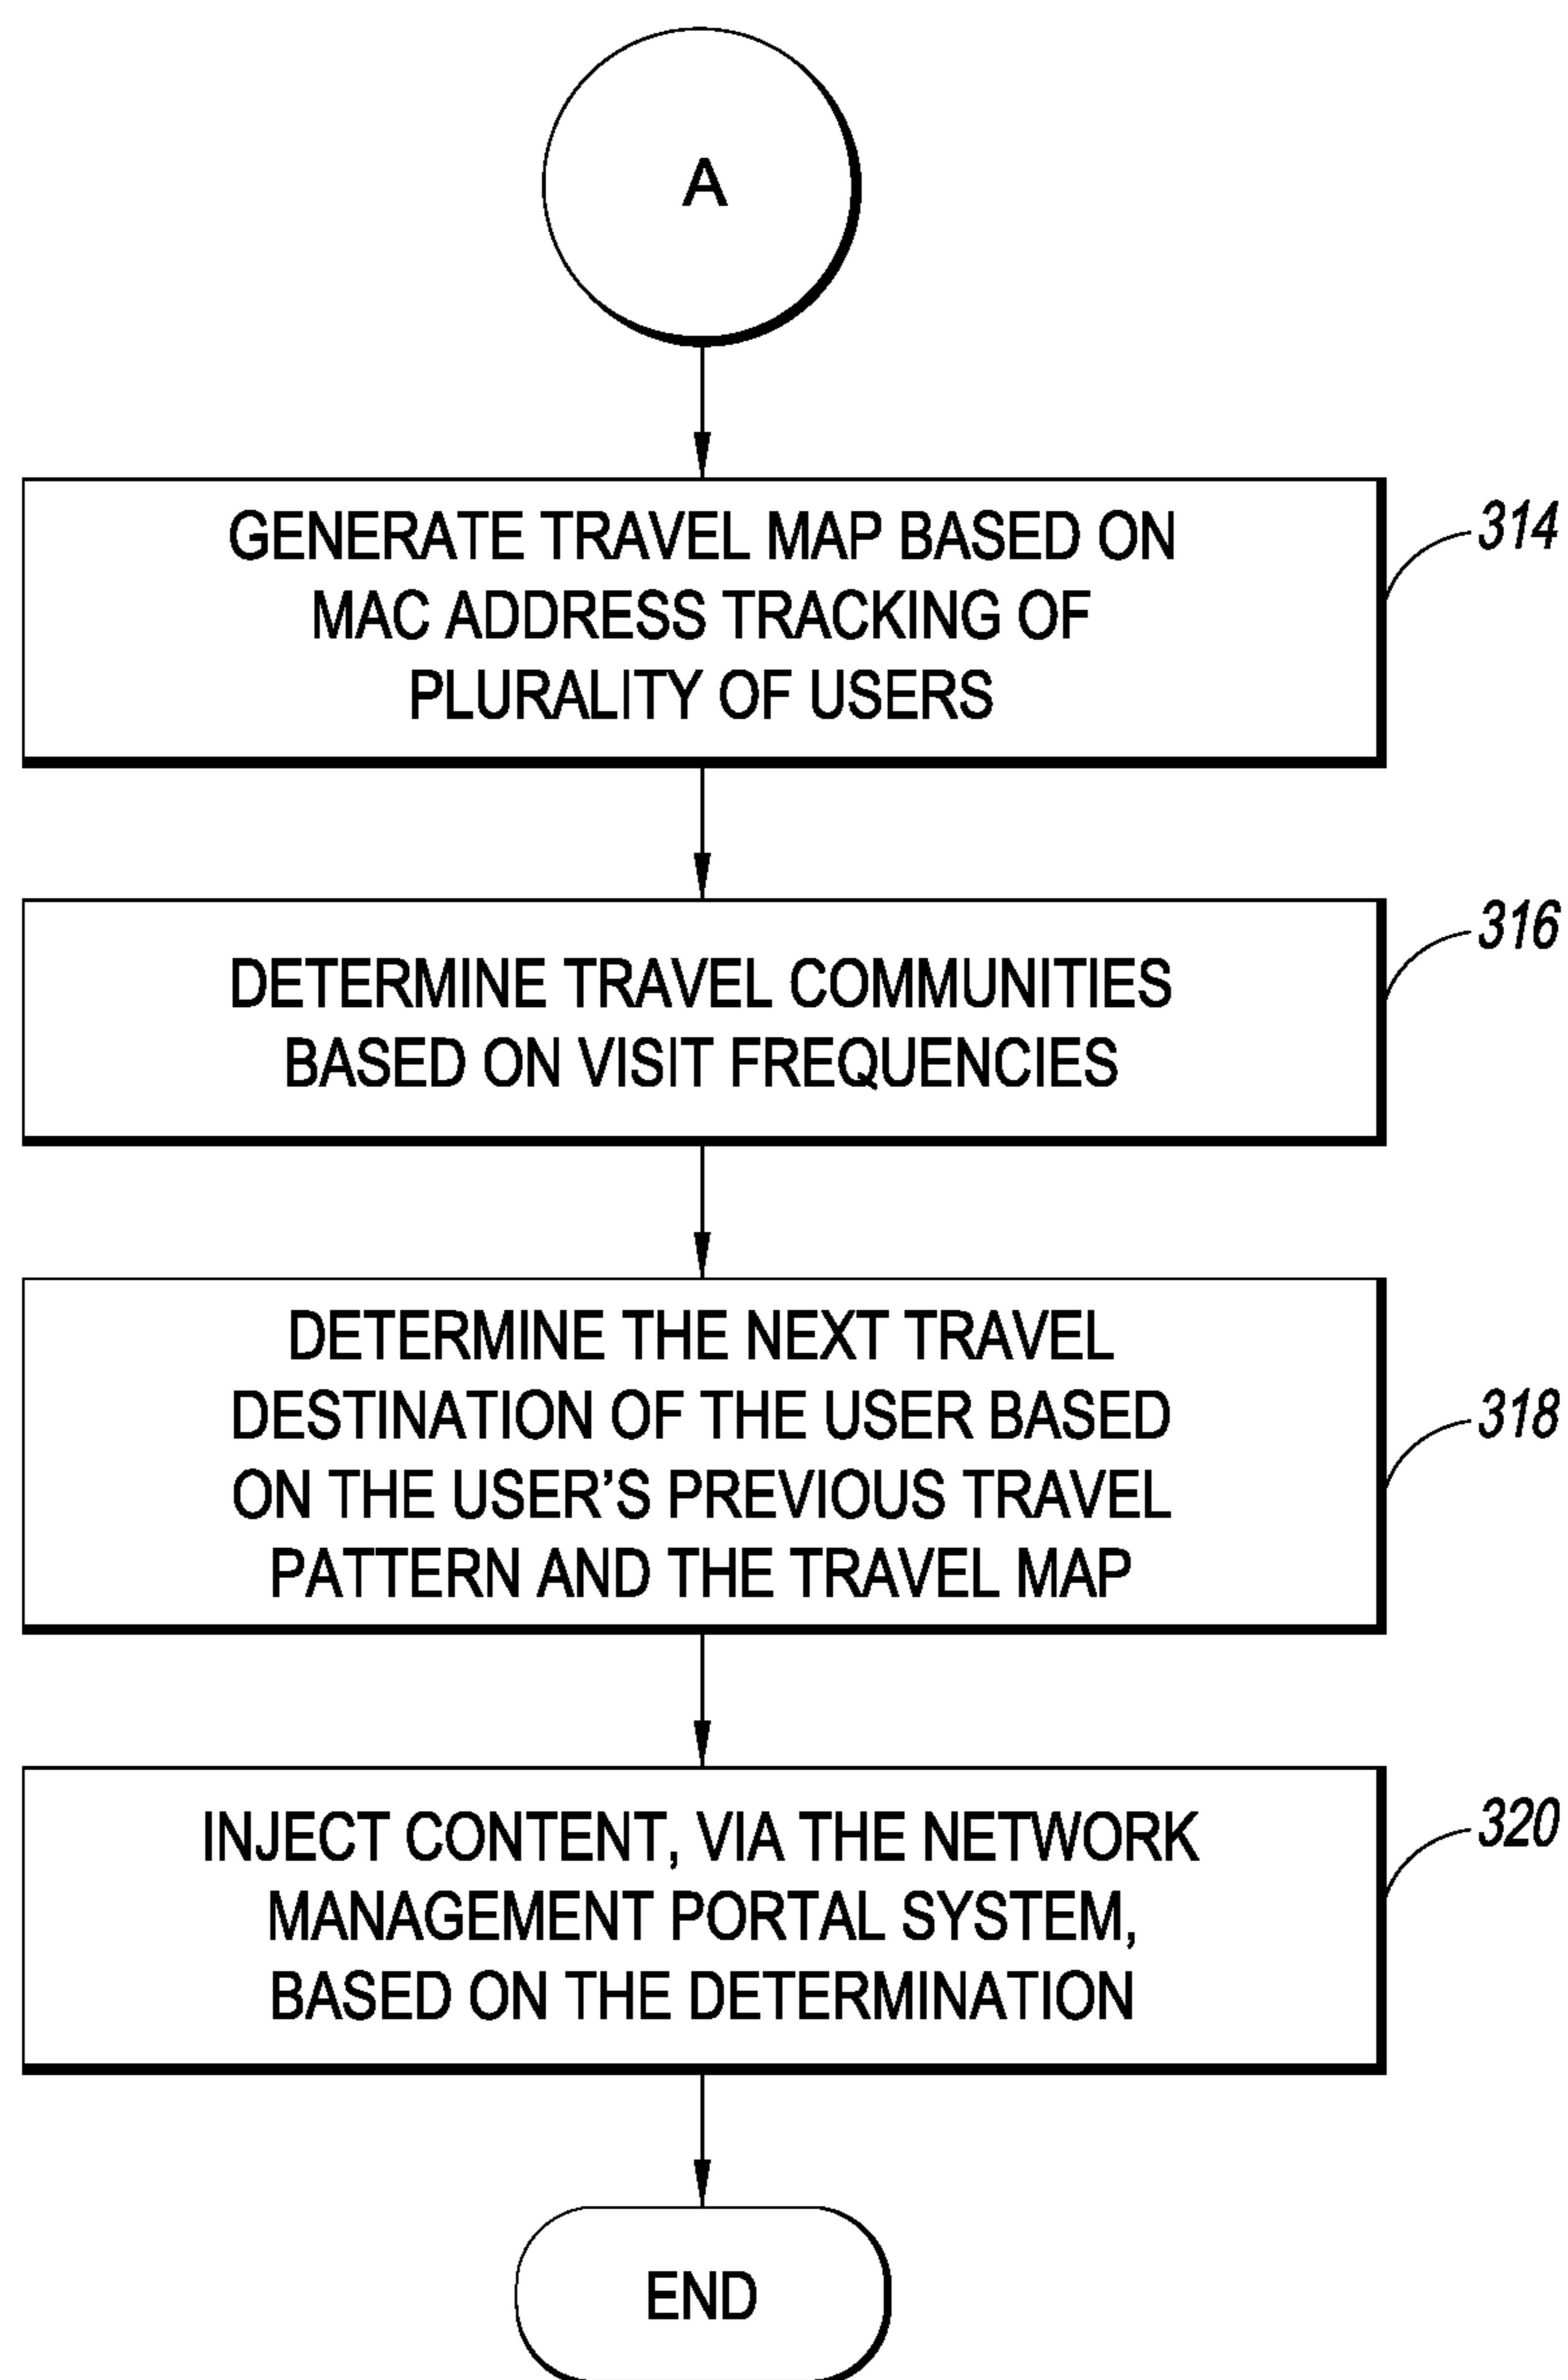 A
GENERATE TRAVEL MAP BASED ON
MAC ADDRESS TRACKING OF
PLURALITY OF USERS
314
DETERMINE TRAVEL COMMUNITIES
BASED ON VISIT FREQUENCIES
316
DETERMINE THE NEXT TRAVEL
DESTINATION OF THE USER BASED
ON THE USER'S PREVIOUS TRAVEL
PATTERN AND THE TRAVEL MAP
318
INJECT CONTENT, VIA THE NETWORK
MANAGEMENT PORTAL SYSTEM,
BASED ON THE DETERMINATION
320
END